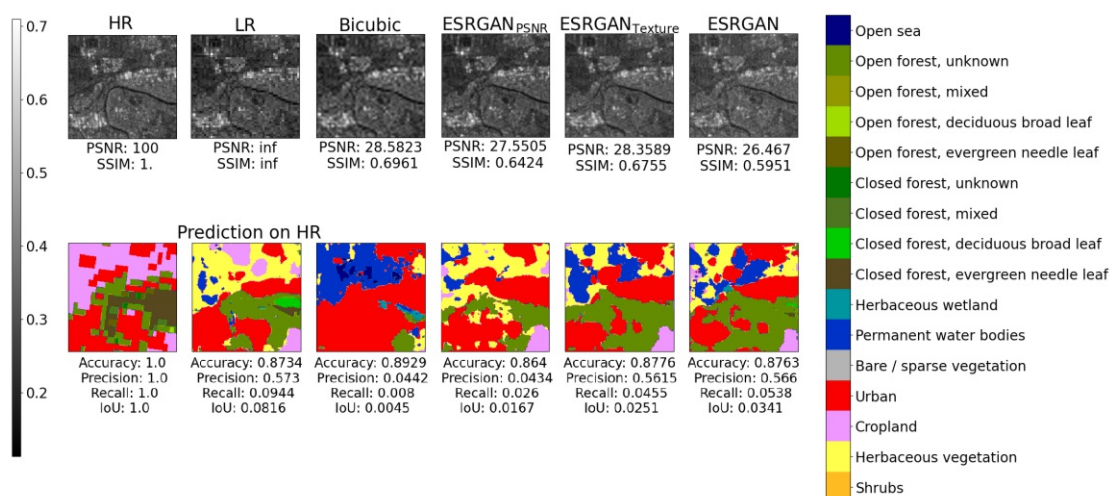 HR LR Bicubic ESRGAN_PSNR ESRGAN_Texture ESRGAN
0.7
0.6
0.5
0.4
0.3
0.2
PSNR: 100 PSNR: inf PSNR: 28.5823 PSNR: 27.5505 PSNR: 28.3589 PSNR: 26.467
SSIM: 1. SSIM: inf SSIM: 0.6961 SSIM: 0.6424 SSIM: 0.6755 SSIM: 0.5951
Prediction on HR
Accuracy: 1.0 Accuracy: 0.8734 Accuracy: 0.8929 Accuracy: 0.864 Accuracy: 0.8776 Accuracy: 0.8763
Precision: 1.0 Precision: 0.573 Precision: 0.0442 Precision: 0.0434 Precision: 0.5615 Precision: 0.566
Recall: 1.0 Recall: 0.0944 Recall: 0.008 Recall: 0.026 Recall: 0.0455 Recall: 0.0538
IoU: 1.0 IoU: 0.0816 IoU: 0.0045 IoU: 0.0167 IoU: 0.0251 IoU: 0.0341
Open sea
Open forest, unknown
Open forest, mixed
Open forest, deciduous broad leaf
Open forest, evergreen needle leaf
Closed forest, unknown
Closed forest, mixed
Closed forest, deciduous broad leaf
Closed forest, evergreen needle leaf
Herbaceous wetland
Permanent water bodies
Bare / sparse vegetation
Urban
Cropland
Herbaceous vegetation
Shrubs